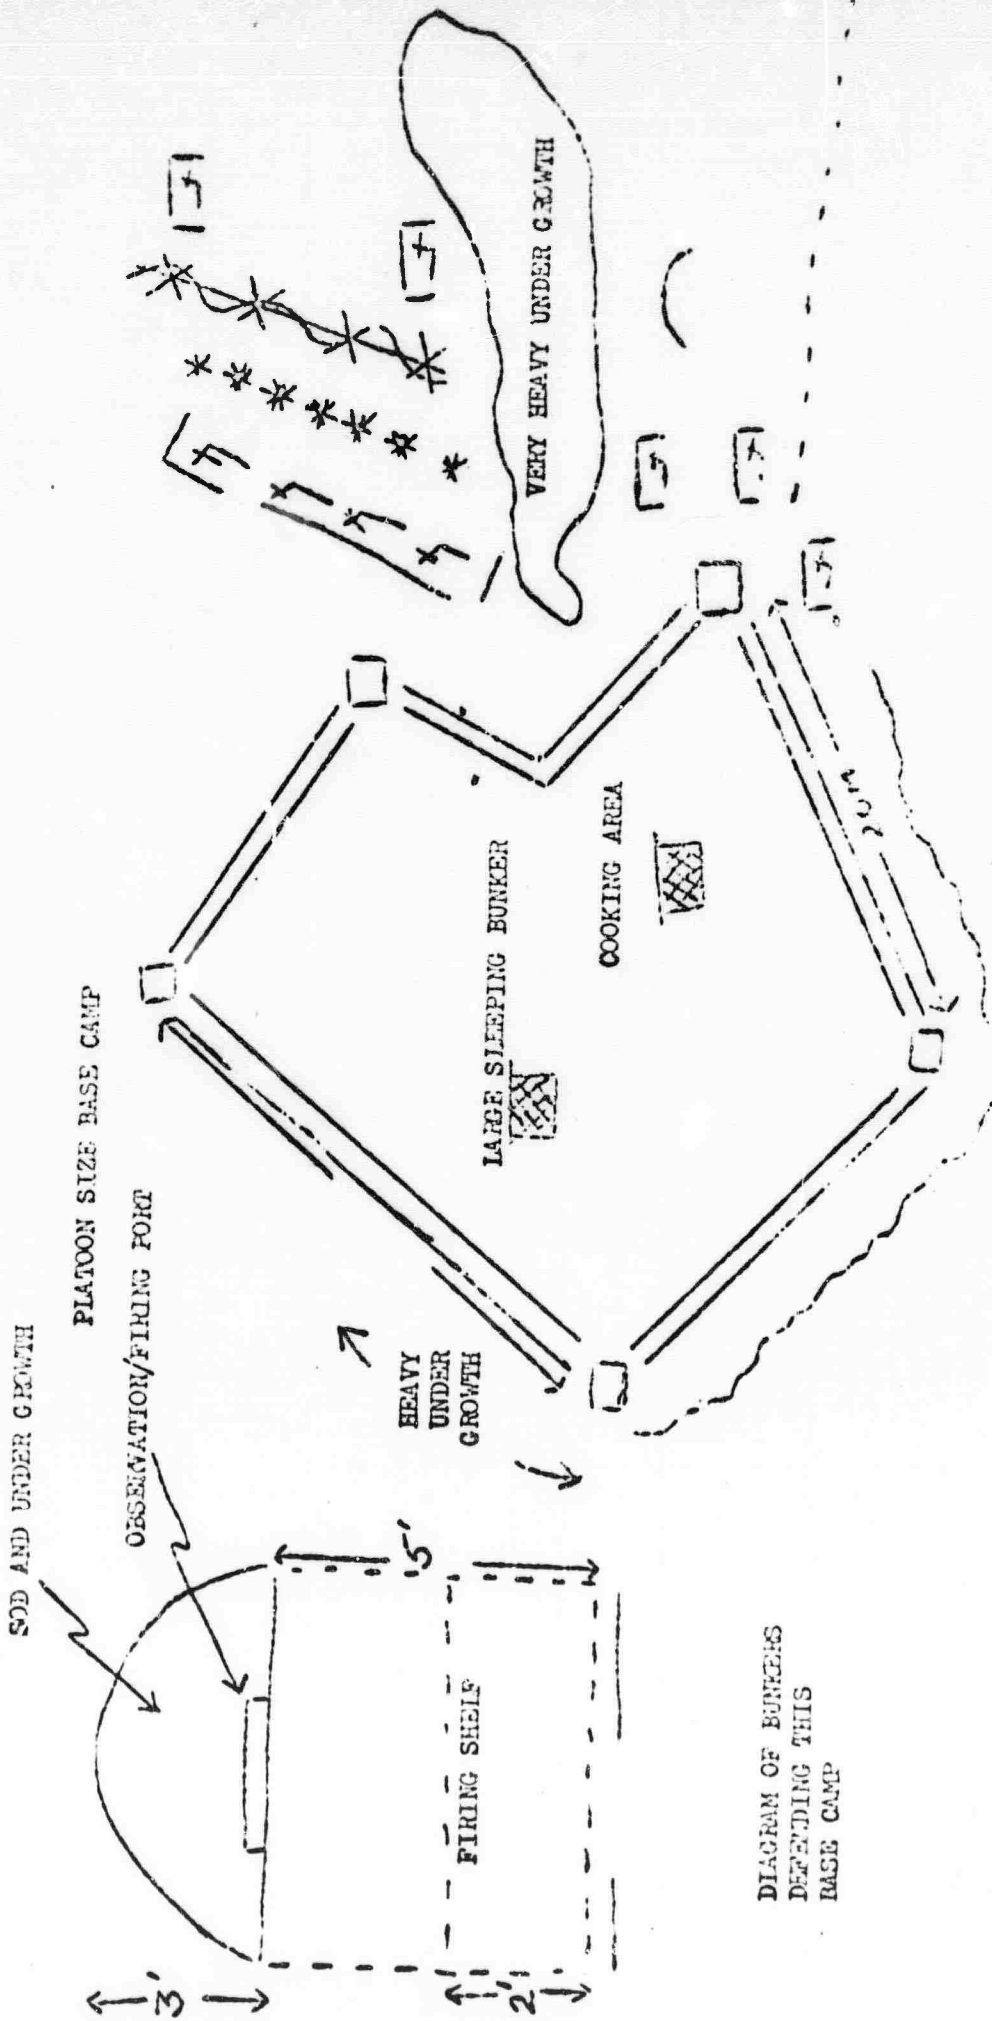 SOD AND UNDER GROWTH
PLATOON SIZE BASE CAMP
OBSERVATION/FIRING PORT
3'
5'
2'
FIRING SHELF
HEAVY
UNDER
GROWTH
LARGE SLEEPING BUNKER
COOKING AREA
VERY HEAVY UNDER GROWTH
20M
DIAGRAM OF BUNKERS
DEFENDING THIS
BASE CAMP